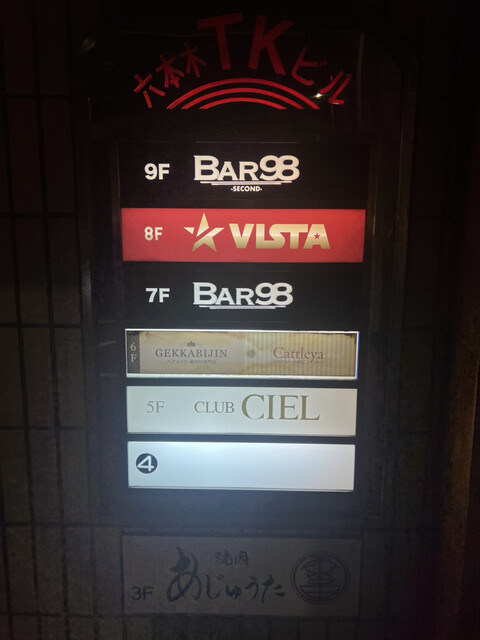 六本木TKビル
9F BAR98
-SECOND-
8F VISTA
7F BAR98
6F GEKKABIJIN Cattleya
5F CLUB CIEL
4
3F 焼肉 あじゅうた